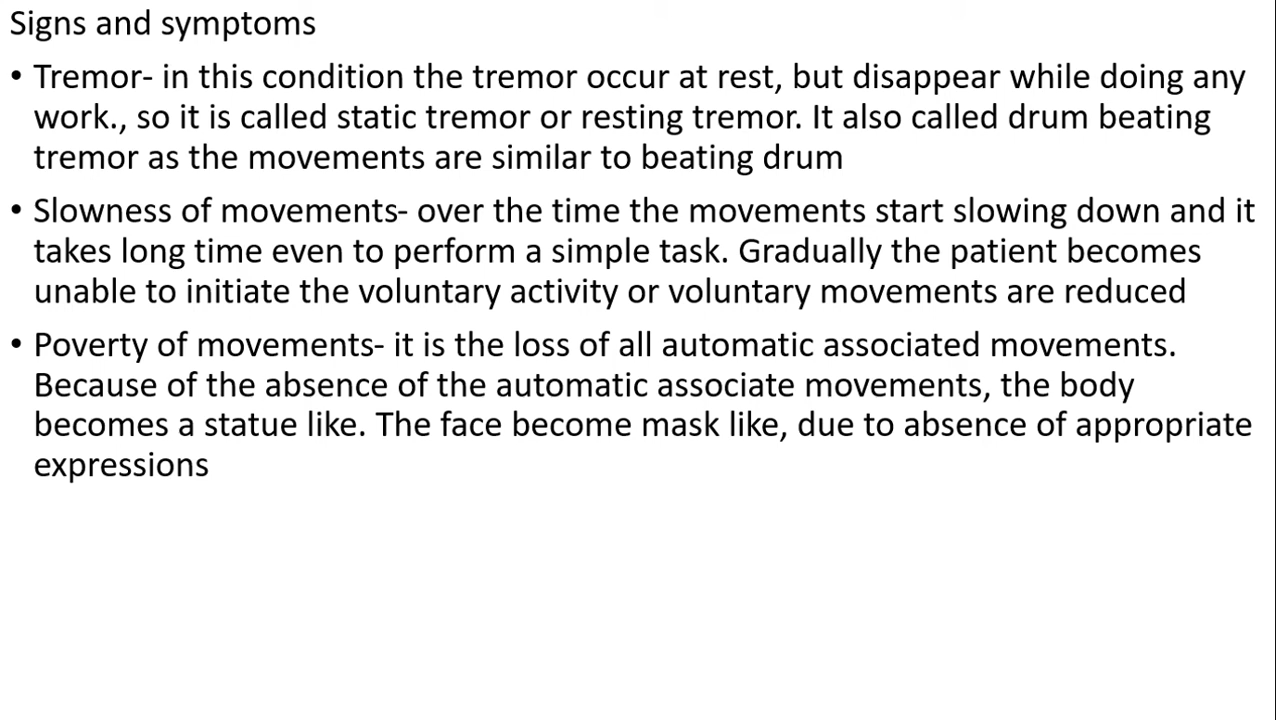 Signs and symptoms
• Tremor- in this condition the tremor occur at rest, but disappear while doing any
work., so it is called static tremor or resting tremor. It also called drum beating
tremor as the movements are similar to beating drum
• Slowness of movements- over the time the movements start slowing down and it
takes long time even to perform a simple task. Gradually the patient becomes
unable to initiate the voluntary activity or voluntary movements are reduced
• Poverty of movements- it is the loss of all automatic associated movements.
Because of the absence of the automatic associate movements, the body
becomes a statue like. The face become mask like, due to absence of appropriate
expressions